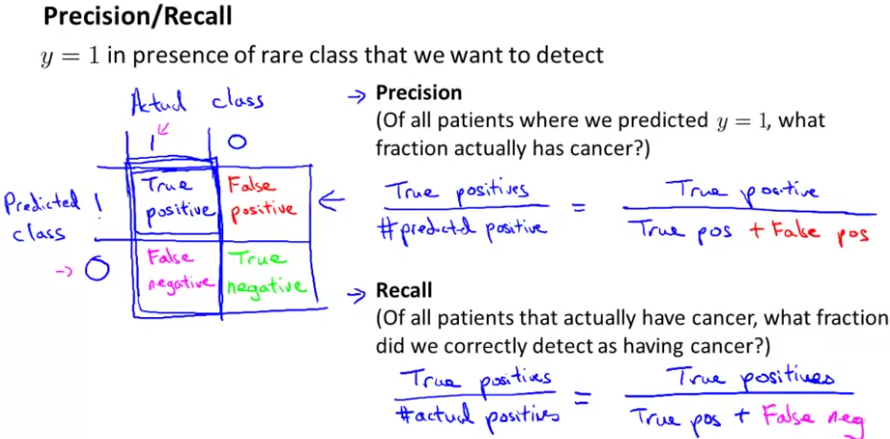 Precision/Recall
y = 1 in presence of rare class that we want to detect
Actual class
1 0
Predicted class
1
True positive
False positive
0
False negative
True negative
→ Precision
(Of all patients where we predicted y = 1, what
fraction actually has cancer?)
True positives
#predicted positive
=
True positive
True pos + False pos
→ Recall
(Of all patients that actually have cancer, what fraction
did we correctly detect as having cancer?)
True positives
#actual positives
=
True positives
True pos + False neg